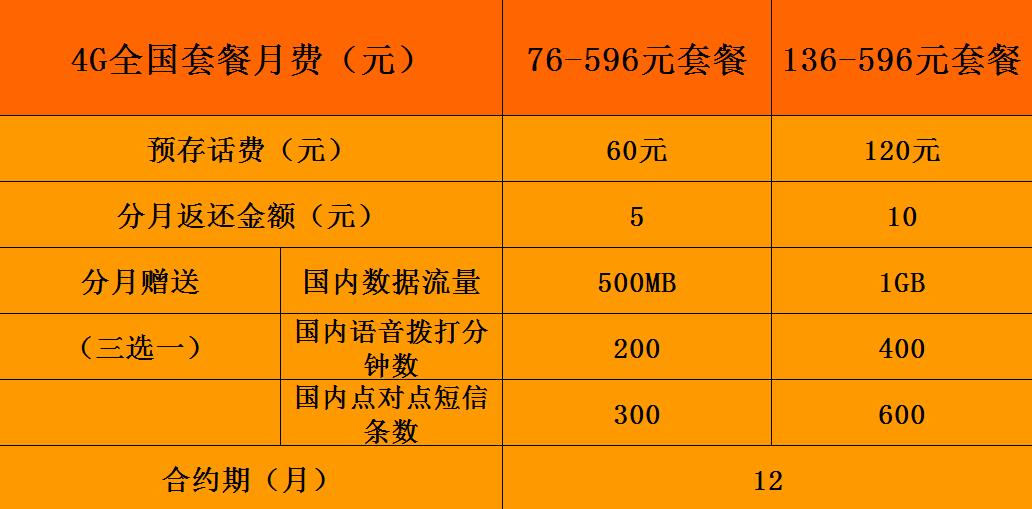 4G全国套餐月费（元）
76-596元套餐
136-596元套餐
预存话费（元）
60元
120元
分月返还金额（元）
5
10
分月赠送
国内数据流量
500MB
1GB
（三选一）
国内语音拨打分
钟数
200
400
国内点对点短信
条数
300
600
合约期（月）
12